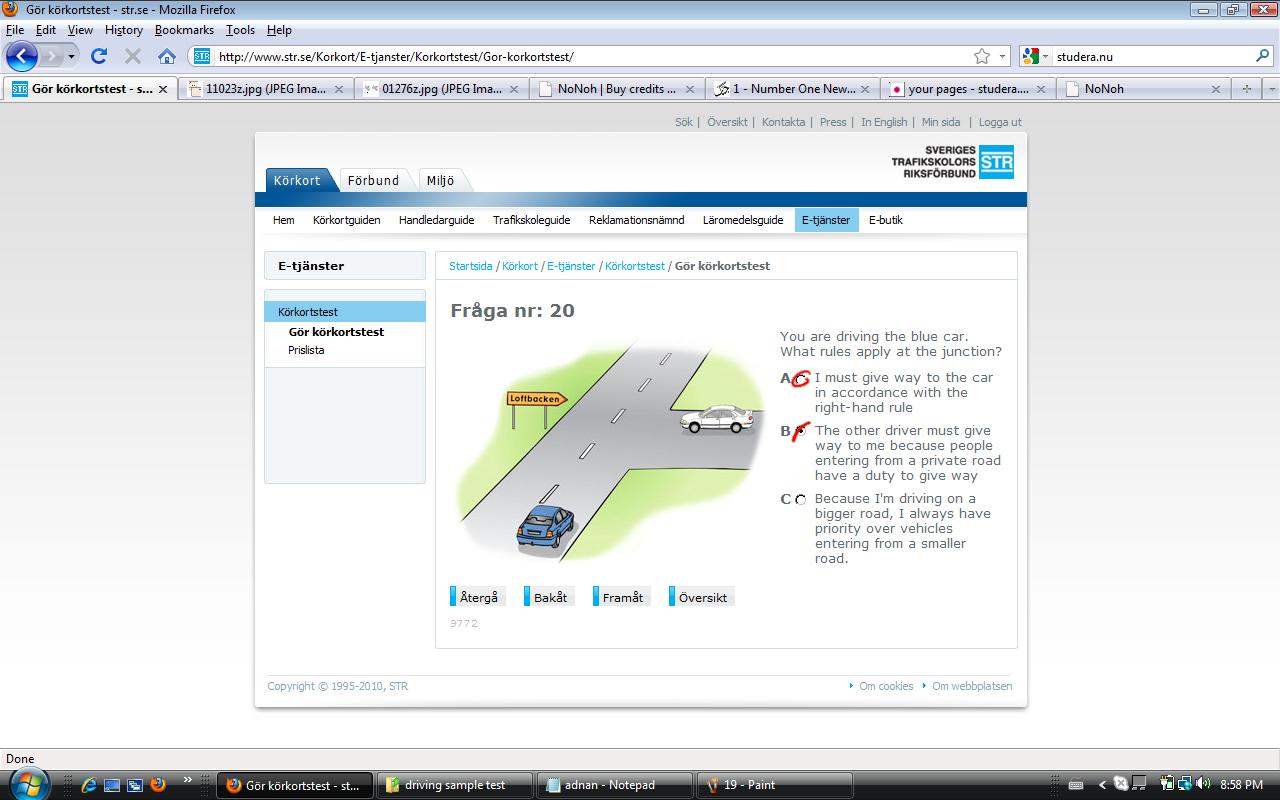 Gör körkortstest - str.se - Mozilla Firefox
File Edit View History Bookmarks Tools Help
http://www.str.se/Korkort/E-tjanster/Korkortstest/Gor-korkortstest/
studera.nu
STR Gör körkortstest - s...
11023z.jpg (JPEG Ima...
01276z.jpg (JPEG Ima...
NoNoh | Buy credits ...
1 - Number One New...
your pages - studera....
NoNoh
Sök | Översikt | Kontakta | Press | In English | Min sida | Logga ut
SVERIGES
TRAFIKSKOLORS STR
RIKSFÖRBUND
Körkort Förbund Miljö
Hem Körkortguiden Handledarguide Trafikskoleguide Reklamationsnämnd Läromedelsguide E-tjänster E-butik
E-tjänster
Körkortstest
Gör körkortstest
Prislista
Startsida / Körkort / E-tjänster / Körkortstest / Gör körkortstest
Fråga nr: 20
Loftbacken
You are driving the blue car.
What rules apply at the junction?
A I must give way to the car
in accordance with the
right-hand rule
B The other driver must give
way to me because people
entering from a private road
have a duty to give way
C Because I'm driving on a
bigger road, I always have
priority over vehicles
entering from a smaller
road.
Återgå Bakåt Framåt Översikt
9772
Copyright © 1995-2010, STR
Om cookies Om webbplatsen
Done
Gör körkortstest - st...
driving sample test
adnan - Notepad
19 - Paint
8:58 PM